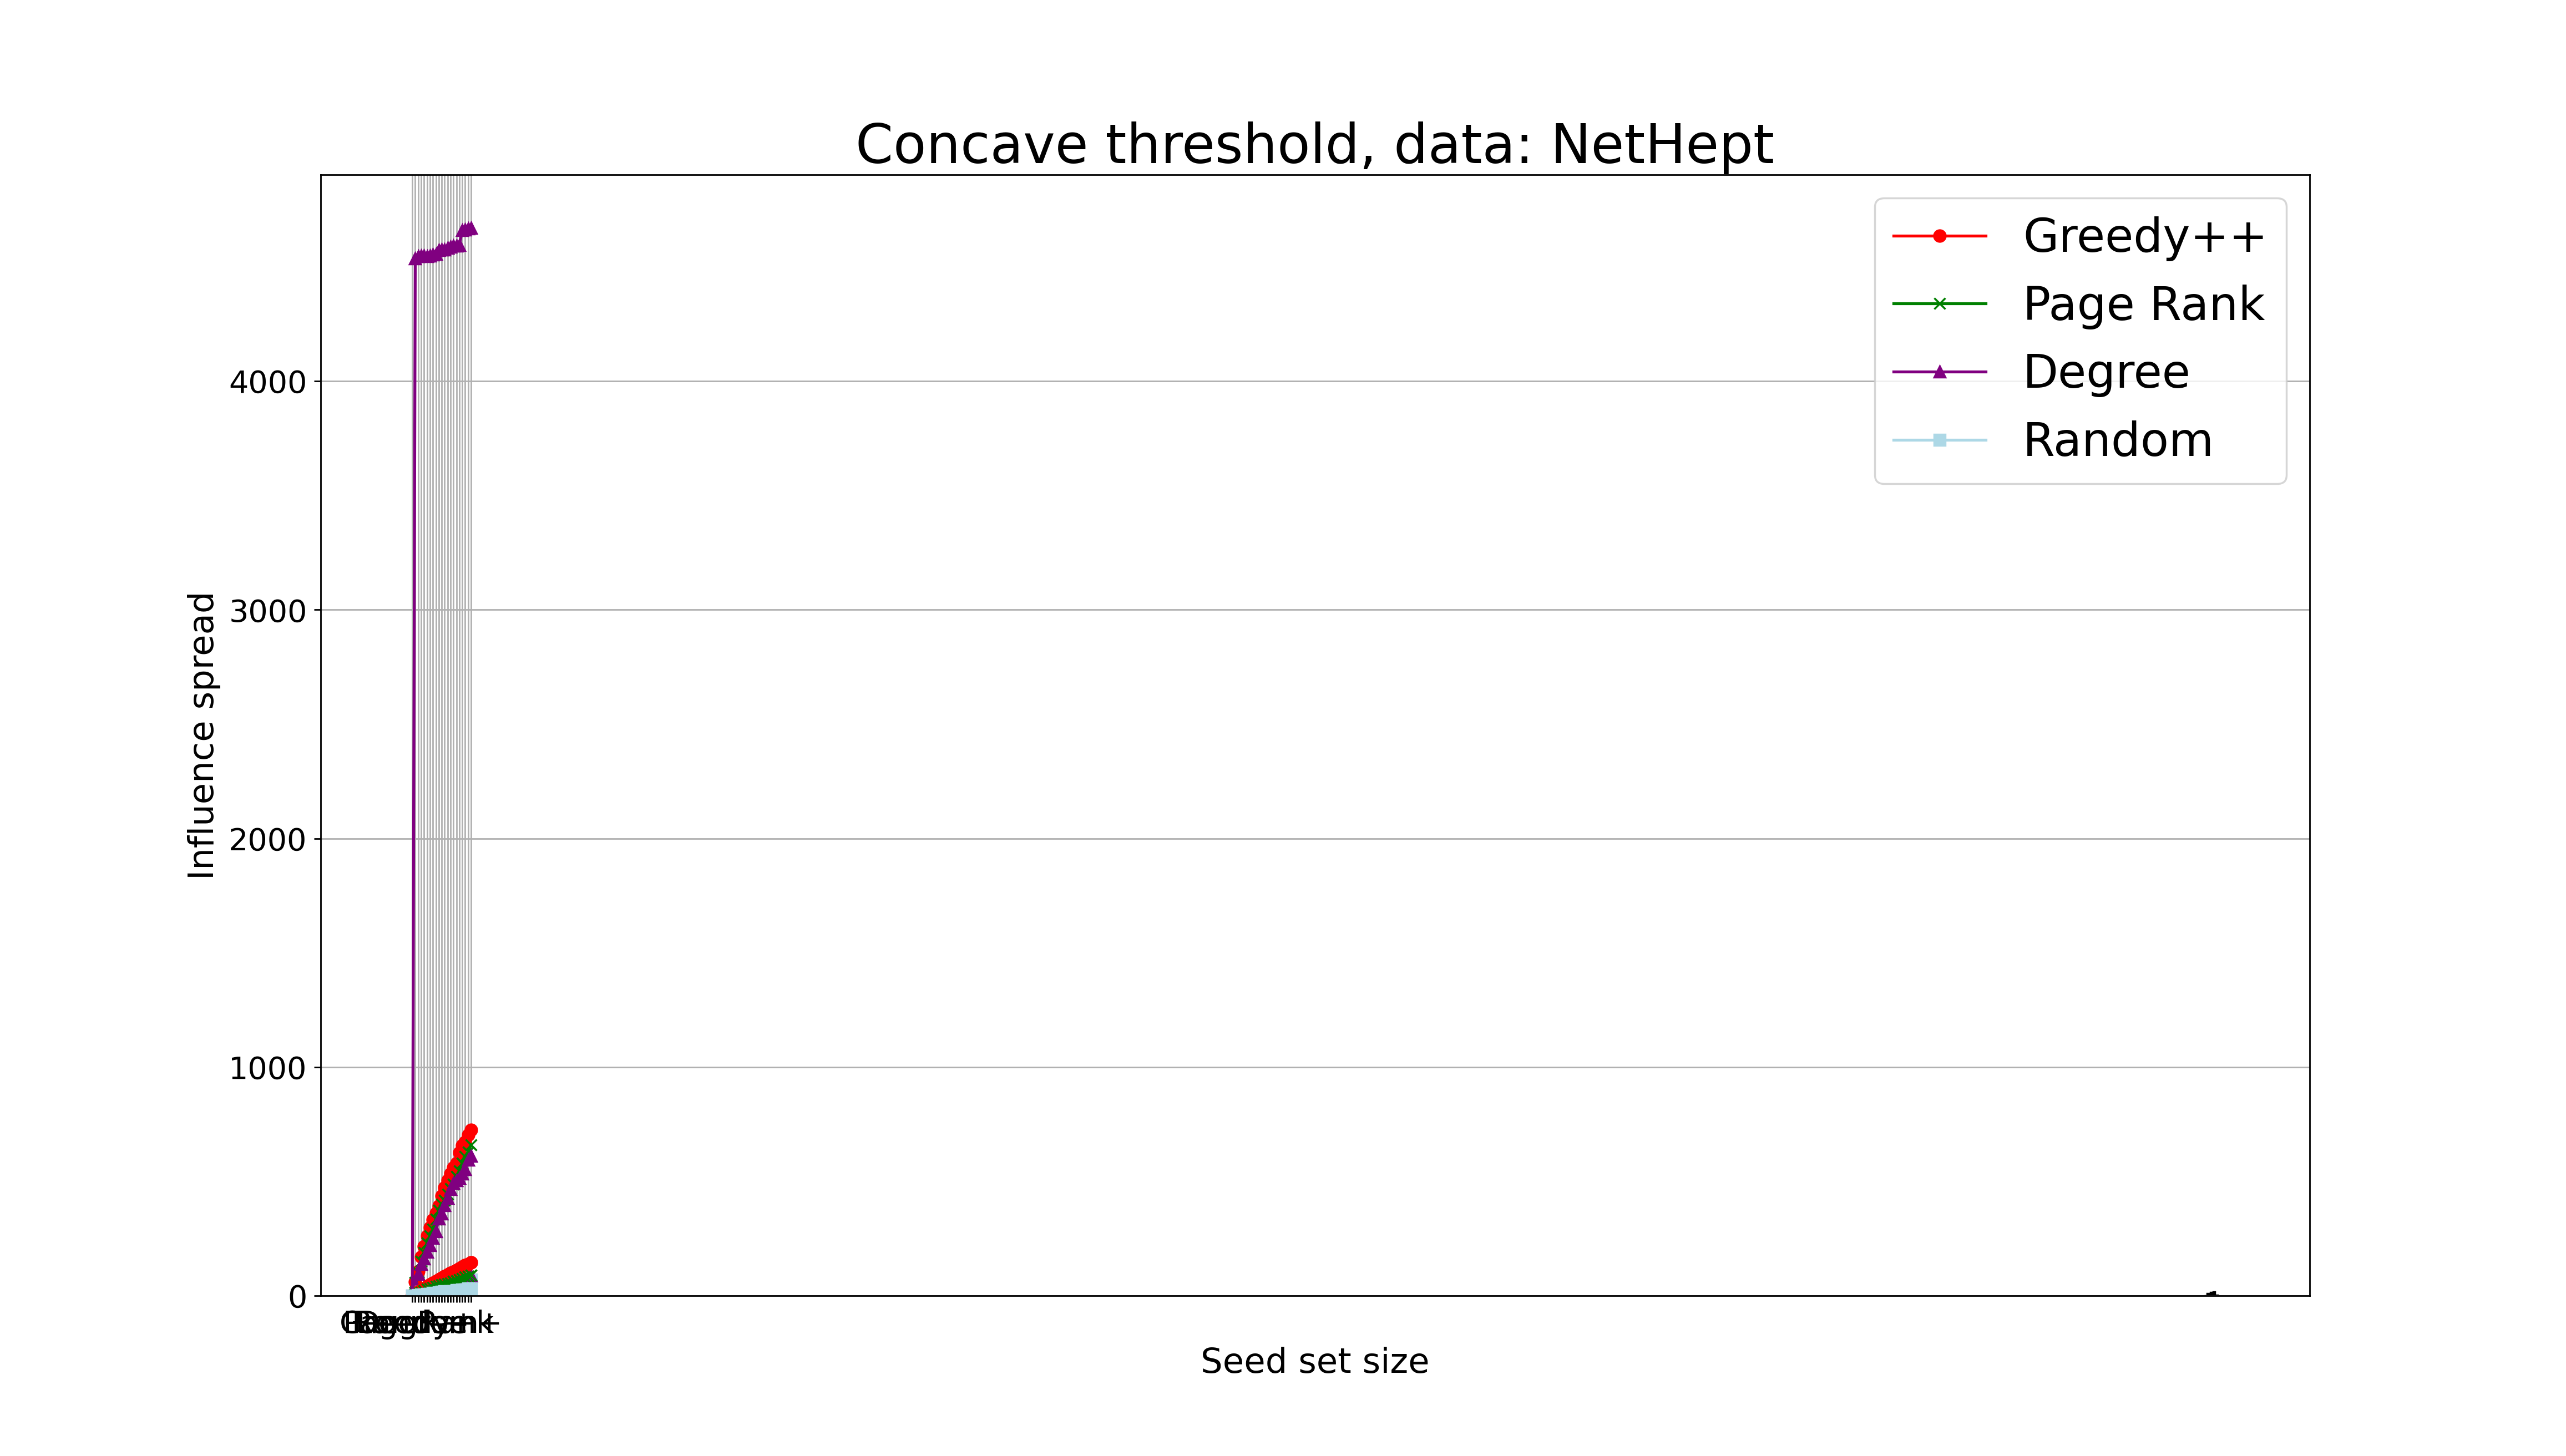 Concave threshold, data: NetHept
Greedy++
Page Rank
Degree
Random
Influence spread
4000
3000
2000
1000
0
Seed set size